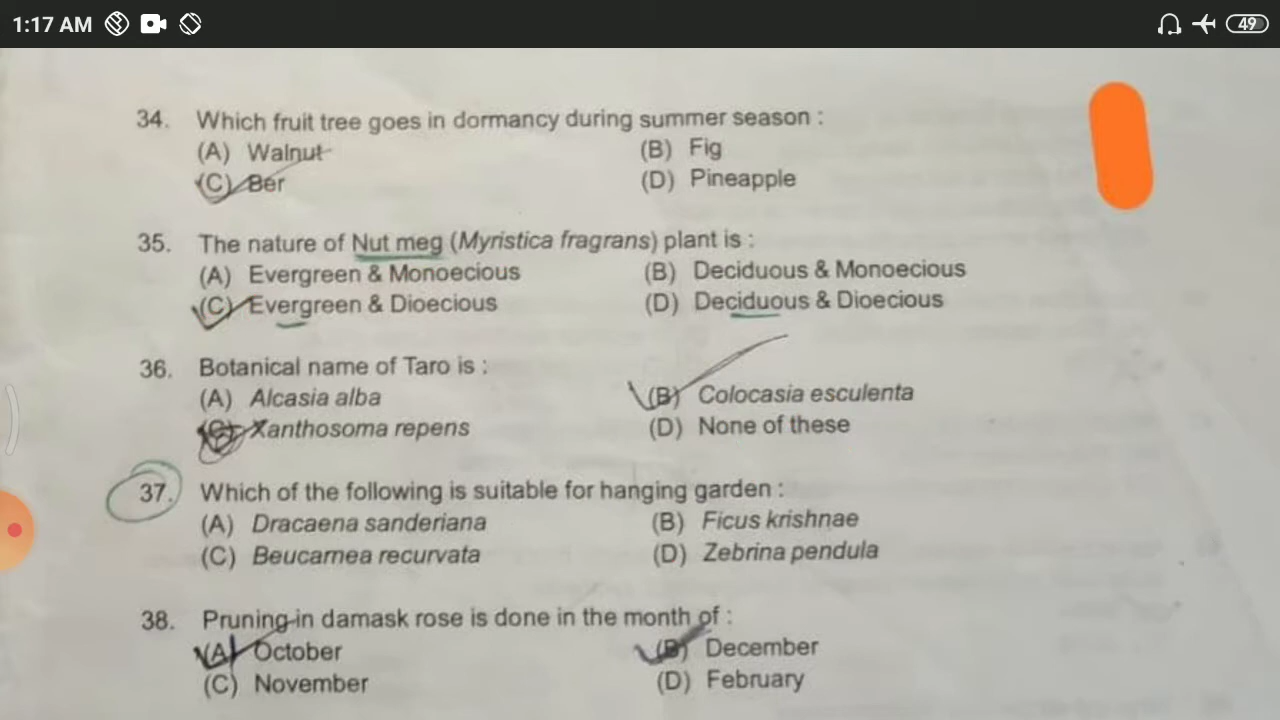 1:17 AM
49
34. Which fruit tree goes in dormancy during summer season :
(A) Walnut (B) Fig
(C) Ber (D) Pineapple
35. The nature of Nut meg (Myristica fragrans) plant is :
(A) Evergreen & Monoecious (B) Deciduous & Monoecious
(C) Evergreen & Dioecious (D) Deciduous & Dioecious
36. Botanical name of Taro is :
(A) Alcasia alba (B) Colocasia esculenta
(C) Xanthosoma repens (D) None of these
37. Which of the following is suitable for hanging garden :
(A) Dracaena sanderiana (B) Ficus krishnae
(C) Beucarnea recurvata (D) Zebrina pendula
38. Pruning in damask rose is done in the month of :
(A) October (B) December
(C) November (D) February